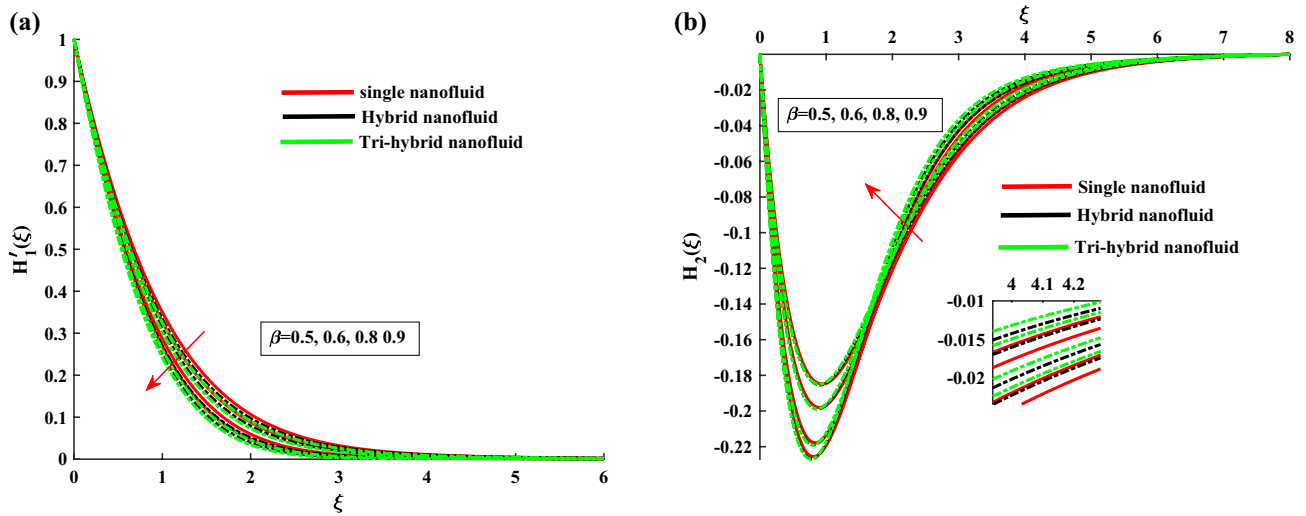 (a)
1
0.9
0.8
0.7
0.6
0.5
0.4
0.3
0.2
0.1
0
H′1(ξ)
single nanofluid
Hybrid nanofluid
Tri-hybrid nanofluid
β=0.5, 0.6, 0.8 0.9
0 1 2 3 4 5 6
ξ
(b)
ξ
0 1 2 3 4 5 6 7 8
-0.02
-0.04
-0.06
-0.08
-0.1
-0.12
-0.14
-0.16
-0.18
-0.2
-0.22
H2(ξ)
β=0.5, 0.6, 0.8, 0.9
Single nanofluid
Hybrid nanofluid
Tri-hybrid nanofluid
4 4.1 4.2
-0.01
-0.015
-0.02